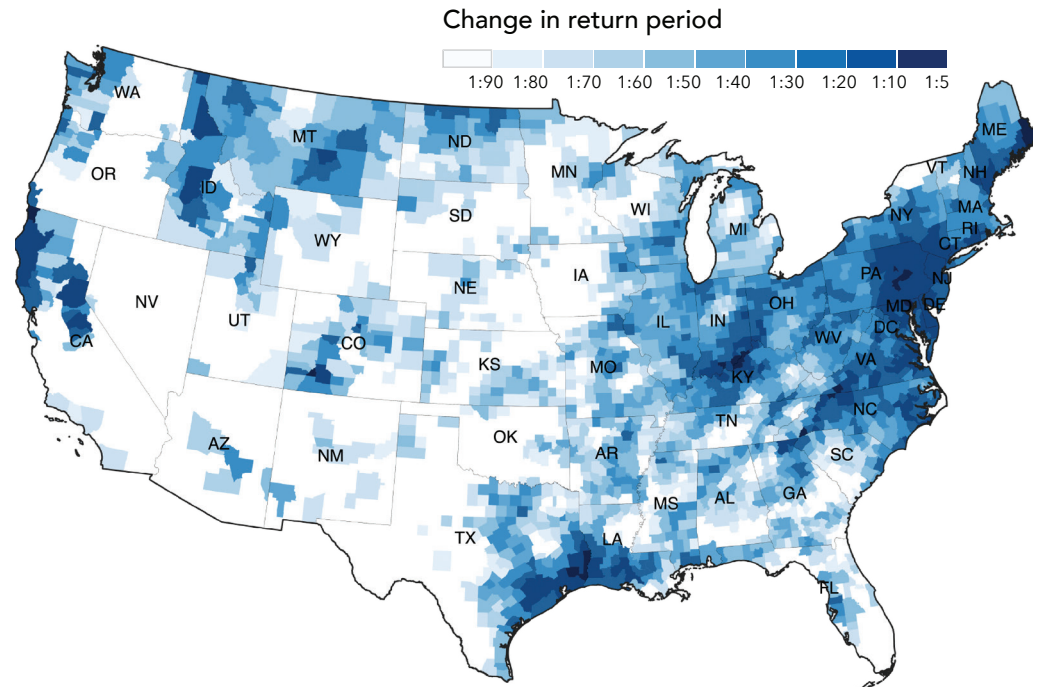 Change in return period
1:90 1:80 1:70 1:60 1:50 1:40 1:30 1:20 1:10 1:5
WA
MT
ND
ME
OR
ID
MN
VT
NH
SD
WI
NY
MA
WY
MI
RI
CT
IA
PA
NV
NE
OH
NJ
UT
IL
IN
MD
DE
CA
CO
WV
DC
KS
MO
KY
VA
NC
TN
AZ
NM
OK
AR
SC
MS
AL
GA
TX
LA
FL